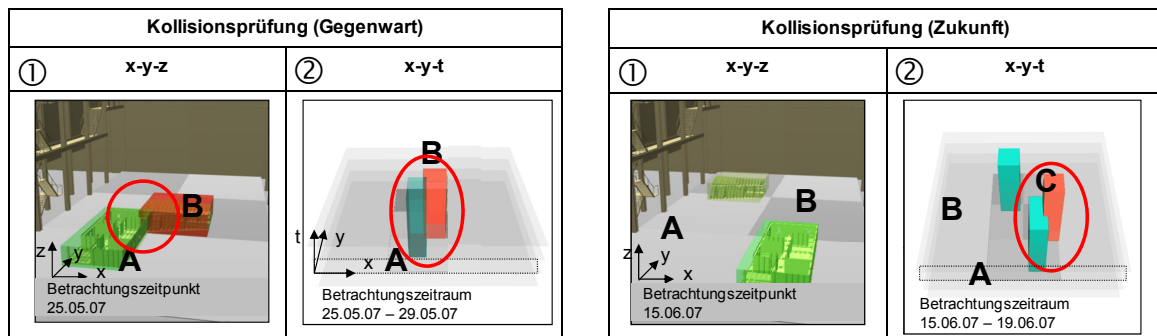 Kollisionsprüfung (Gegenwart)
① x-y-z
② x-y-t
B
A
z
y
x
Betrachtungszeitpunkt
25.05.07
B
A
t
y
x
Betrachtungszeitraum
25.05.07 – 29.05.07
Kollisionsprüfung (Zukunft)
① x-y-z
② x-y-t
B
A
z
y
x
Betrachtungszeitpunkt
15.06.07
C
B
A
Betrachtungszeitraum
15.06.07 – 19.06.07